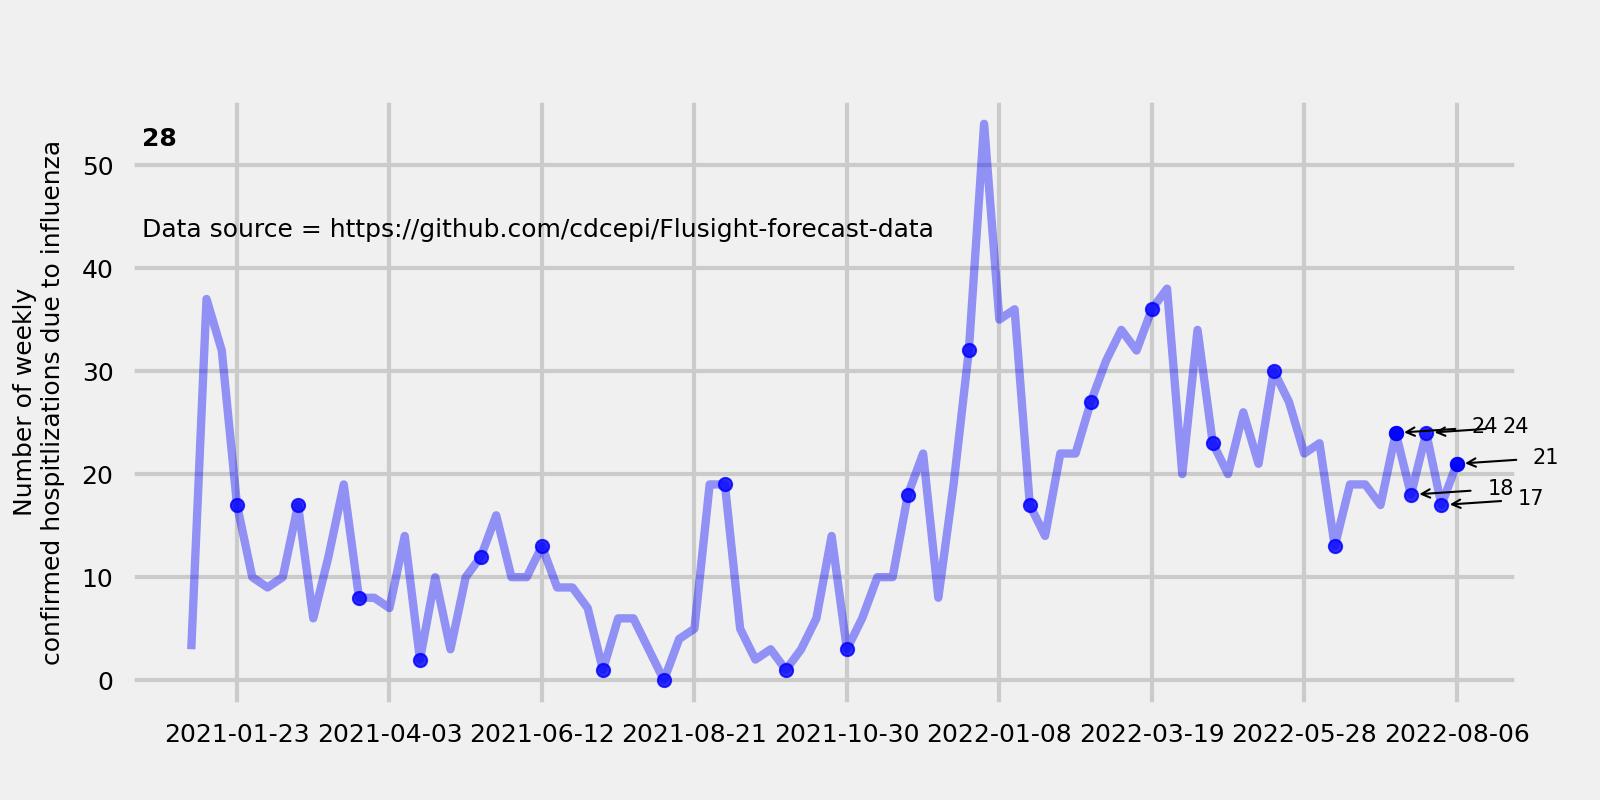 28
50
Data source = https://github.com/cdcepi/Flusight-forecast-data
40
30
20
10
0
Number of weekly
confirmed hospitilizations due to influenza
24 24
21
18
17
2021-01-23 2021-04-03 2021-06-12 2021-08-21 2021-10-30 2022-01-08 2022-03-19 2022-05-28 2022-08-06